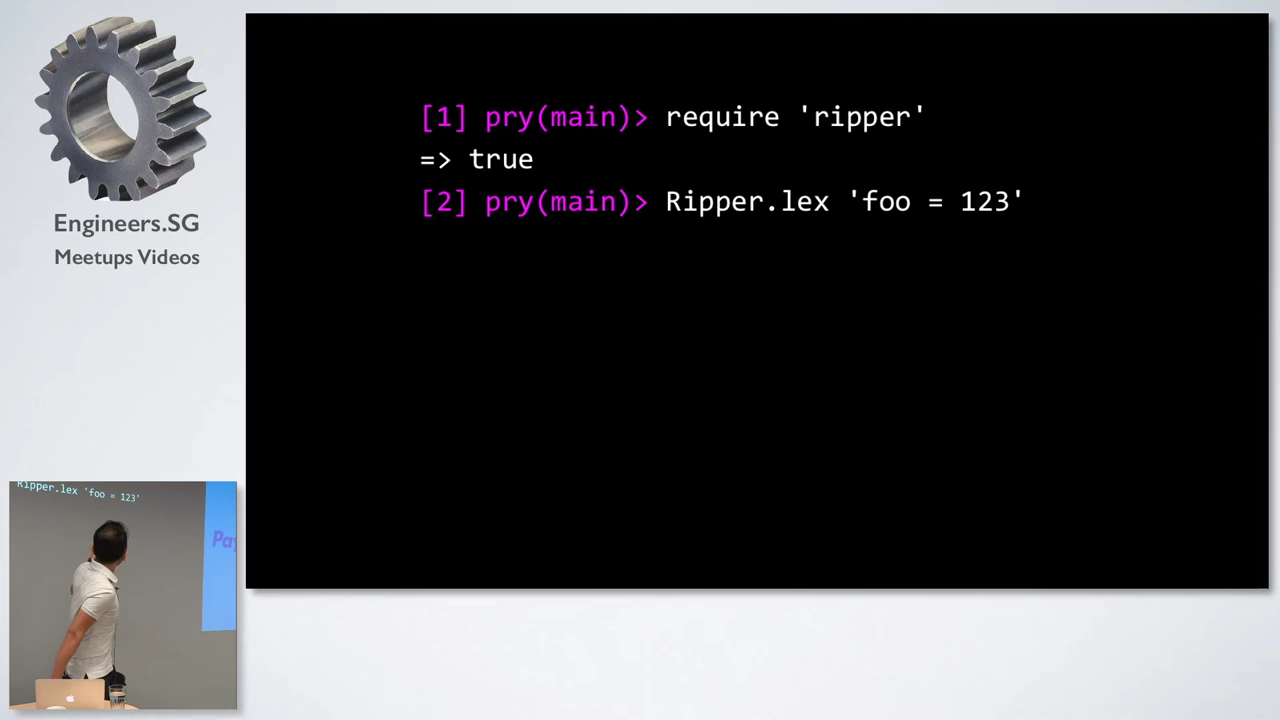 Engineers.SG
Meetups Videos
[1] pry(main)> require 'ripper'
=> true
[2] pry(main)> Ripper.lex 'foo = 123'
Ripper.lex 'foo = 123'
Pay